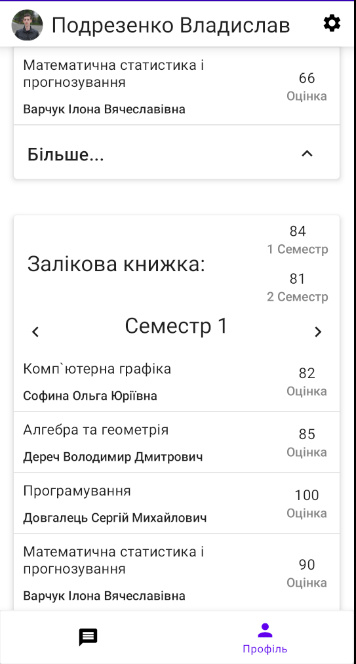 Подрезенко Владислав
Математична статистика і
прогнозування
66
Оцінка
Варчук Ілона Вячеславівна
Більше...
Залікова книжка:
84
1 Семестр
81
2 Семестр
Семестр 1
Комп`ютерна графіка
82
Оцінка
Софина Ольга Юріївна
Алгебра та геометрія
85
Оцінка
Дереч Володимир Дмитрович
Програмування
100
Оцінка
Довгалець Сергій Михайлович
Математична статистика і
прогнозування
90
Оцінка
Варчук Ілона Вячеславівна
Профіль